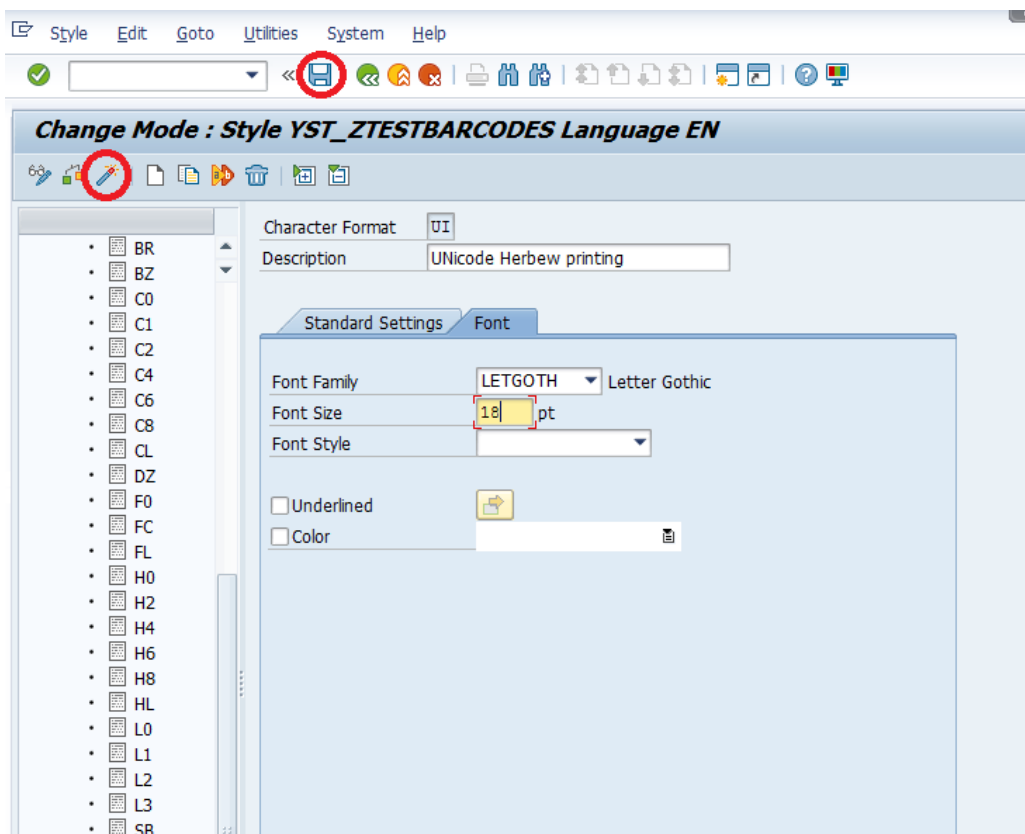 Style Edit Goto Utilities System Help
Change Mode : Style YST_ZTESTBARCODES Language EN
BR
BZ
C0
C1
C2
C4
C6
C8
CL
DZ
F0
FC
FL
H0
H2
H4
H6
H8
HL
L0
L1
L2
L3
SB
Character Format UI
Description UNicode Herbew printing
Standard Settings Font
Font Family LETGOTH Letter Gothic
Font Size 18 pt
Font Style
Underlined
Color